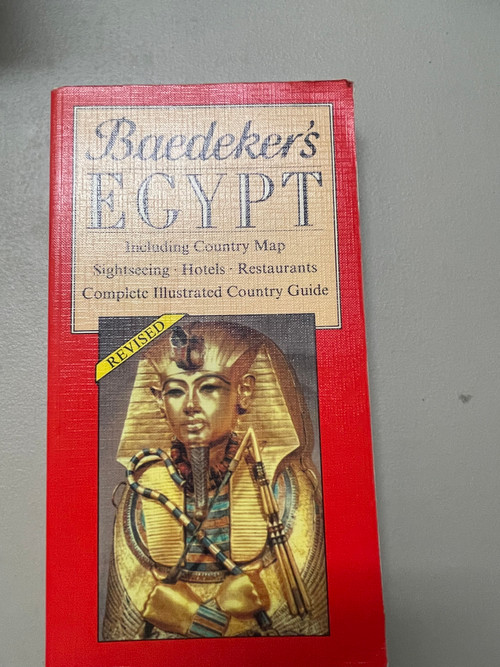 Baedeker's
EGYPT
Including Country Map
Sightseeing · Hotels · Restaurants
Complete Illustrated Country Guide
REVISED